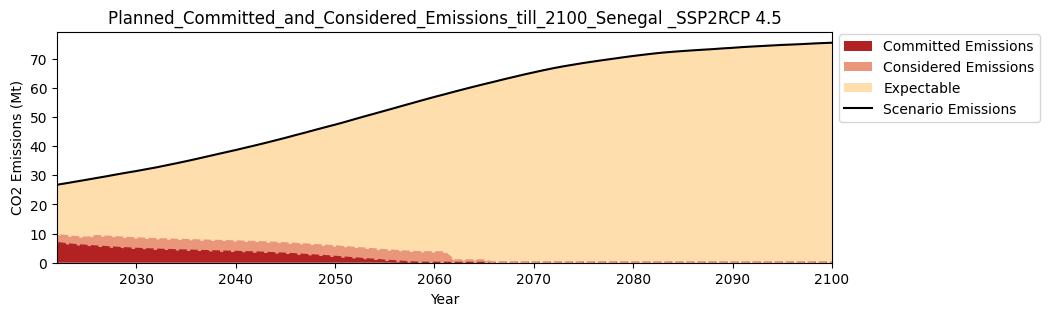 Planned_Committed_and_Considered_Emissions_till_2100_Senegal _SSP2RCP 4.5
Committed Emissions
Considered Emissions
Expectable
Scenario Emissions
CO2 Emissions (Mt)
70
60
50
40
30
20
10
0
2030 2040 2050 2060 2070 2080 2090 2100
Year